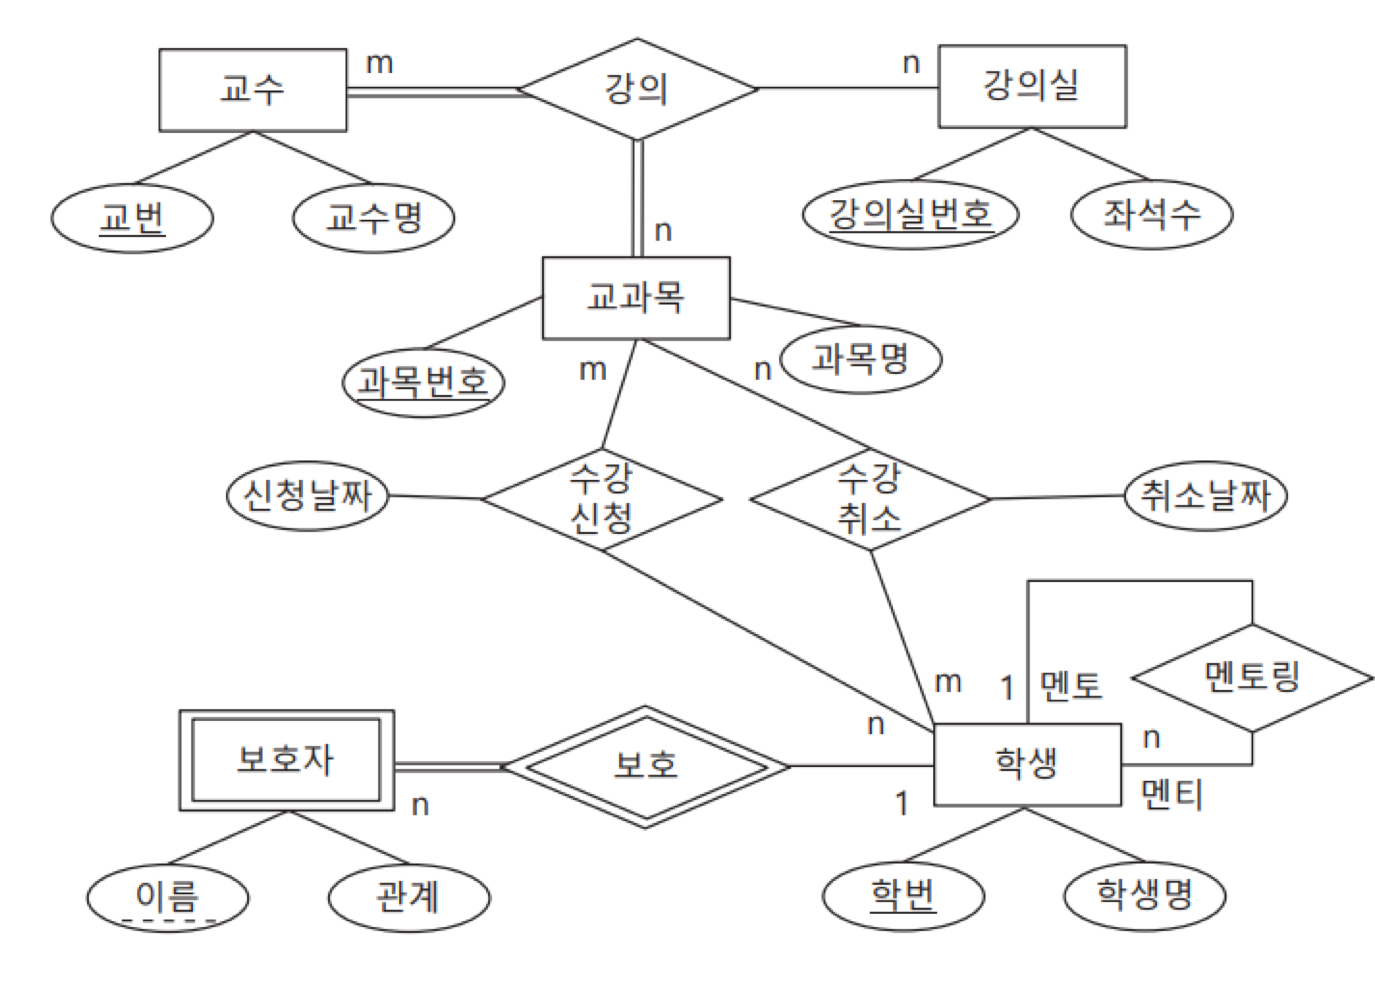 교수
m
강의
n
강의실
교번
교수명
n
강의실번호
좌석수
교과목
과목번호
m
n
과목명
신청날짜
수강
신청
수강
취소
취소날짜
멘토링
m
1 멘토
n
n
보호자
보호
학생
n
1
멘티
이름
관계
학번
학생명